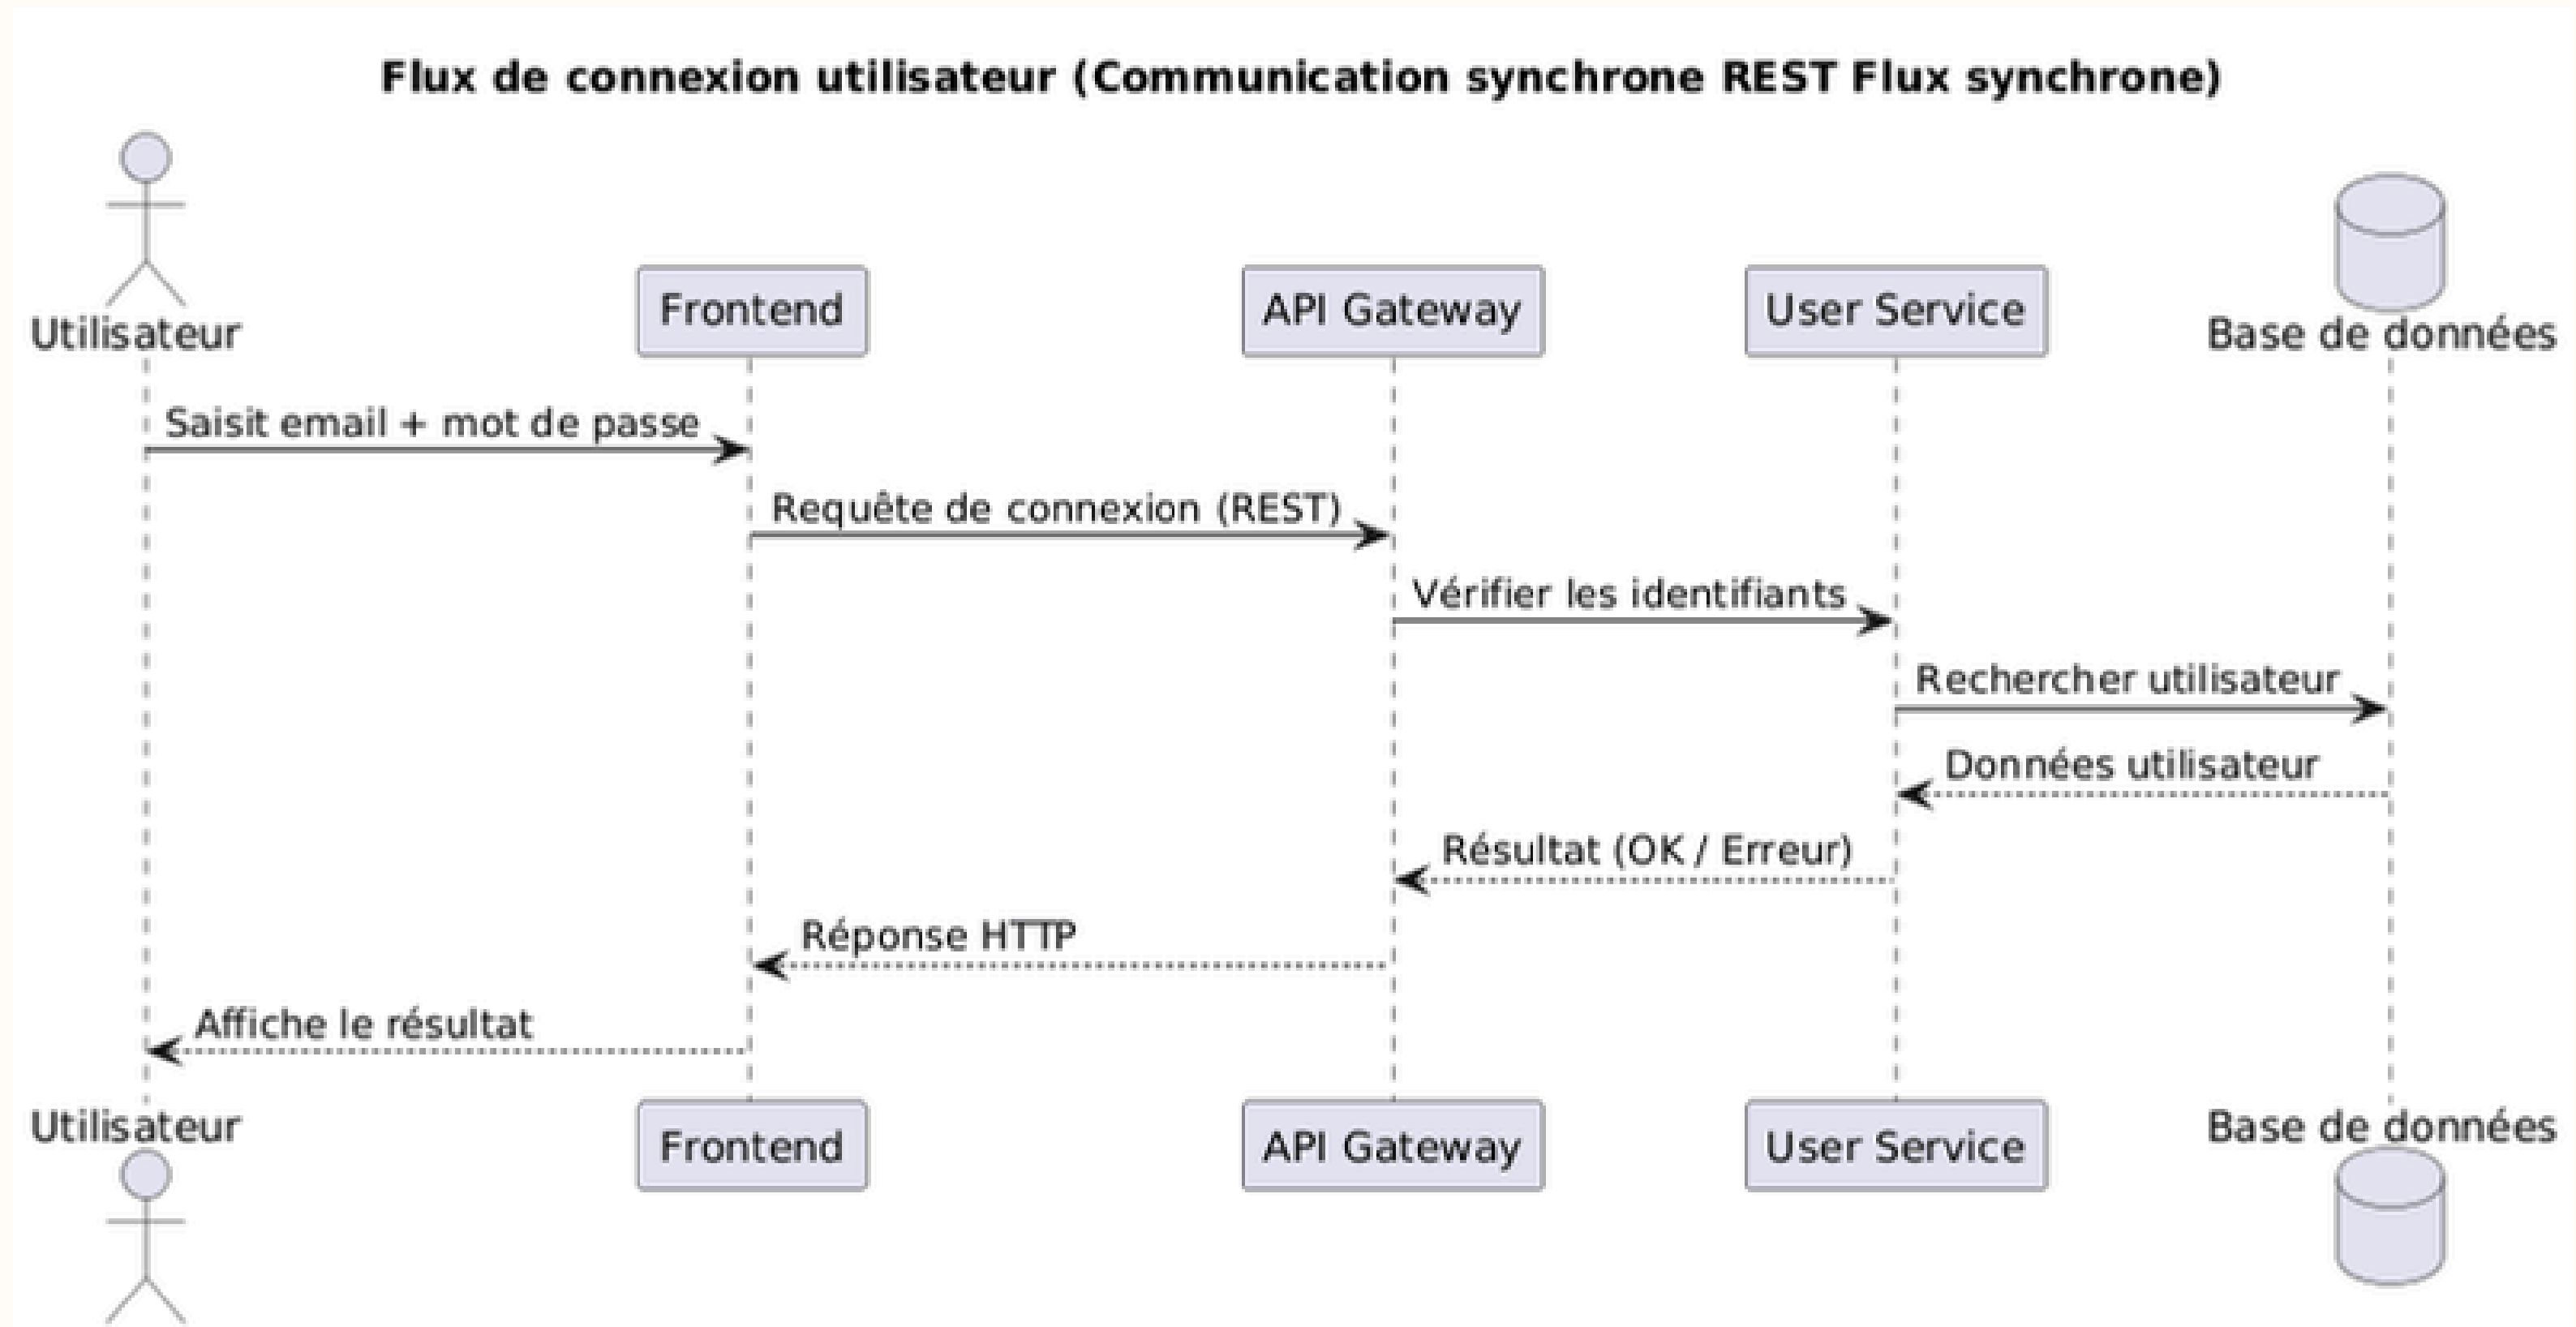 Flux de connexion utilisateur (Communication synchrone REST Flux synchrone)
Utilisateur
Frontend
API Gateway
User Service
Base de données
Saisit email + mot de passe
Requête de connexion (REST)
Vérifier les identifiants
Rechercher utilisateur
Données utilisateur
Résultat (OK / Erreur)
Réponse HTTP
Affiche le résultat
Utilisateur
Frontend
API Gateway
User Service
Base de données